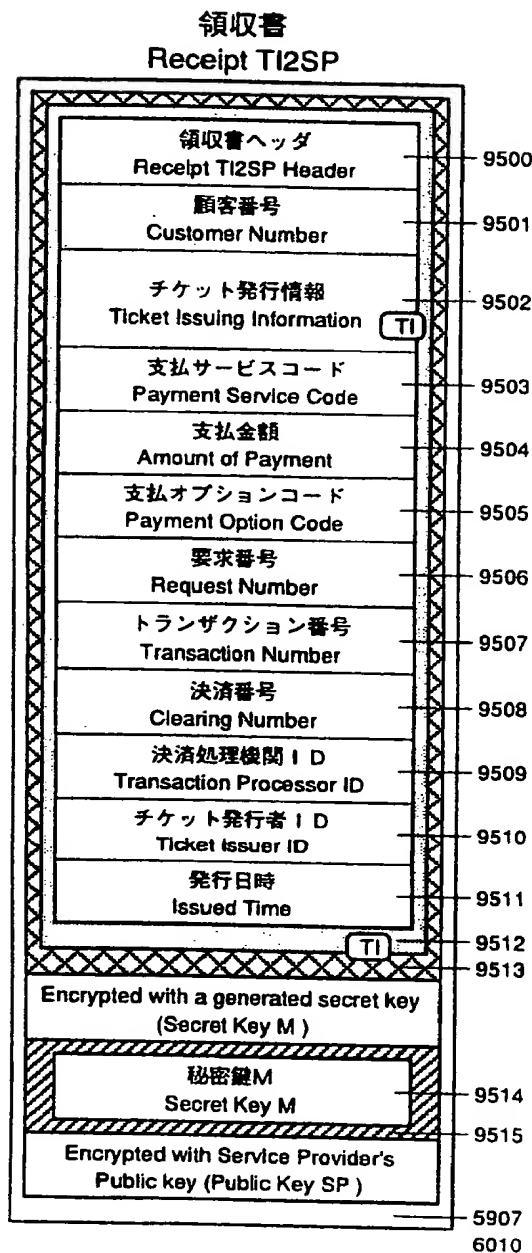 領収書
Receipt TI2SP
領収書ヘッダ
Receipt TI2SP Header
9500
顧客番号
Customer Number
9501
チケット発行情報
Ticket Issuing Information
TI
9502
支払サービスコード
Payment Service Code
9503
支払金額
Amount of Payment
9504
支払オプションコード
Payment Option Code
9505
要求番号
Request Number
9506
トランザクション番号
Transaction Number
9507
決済番号
Clearing Number
9508
決済処理機関ID
Transaction Processor ID
9509
チケット発行者ID
Ticket Issuer ID
9510
発行日時
Issued Time
9511
TI
9512
9513
Encrypted with a generated secret key
(Secret Key M )
秘密鍵M
Secret Key M
9514
9515
Encrypted with Service Provider's
Public key (Public Key SP )
5907
6010